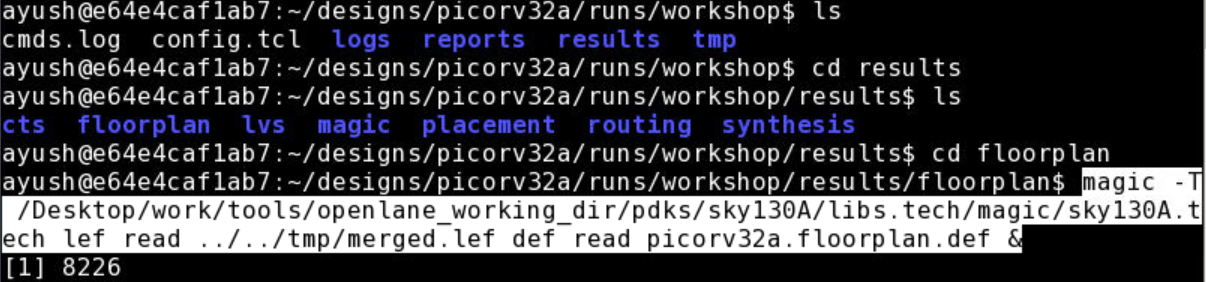 ayush@e64e4caf1ab7:~/designs/picorv32a/runs/workshop$ ls
cmds.log  config.tcl  logs  reports  results  tmp
ayush@e64e4caf1ab7:~/designs/picorv32a/runs/workshop$ cd results
ayush@e64e4caf1ab7:~/designs/picorv32a/runs/workshop/results$ ls
cts  floorplan  lvs  magic  placement  routing  synthesis
ayush@e64e4caf1ab7:~/designs/picorv32a/runs/workshop/results$ cd floorplan
ayush@e64e4caf1ab7:~/designs/picorv32a/runs/workshop/results/floorplan$ magic -T
 /Desktop/work/tools/openlane_working_dir/pdks/sky130A/libs.tech/magic/sky130A.t
ech lef read ../../tmp/merged.lef def read picorv32a.floorplan.def &
[1] 8226